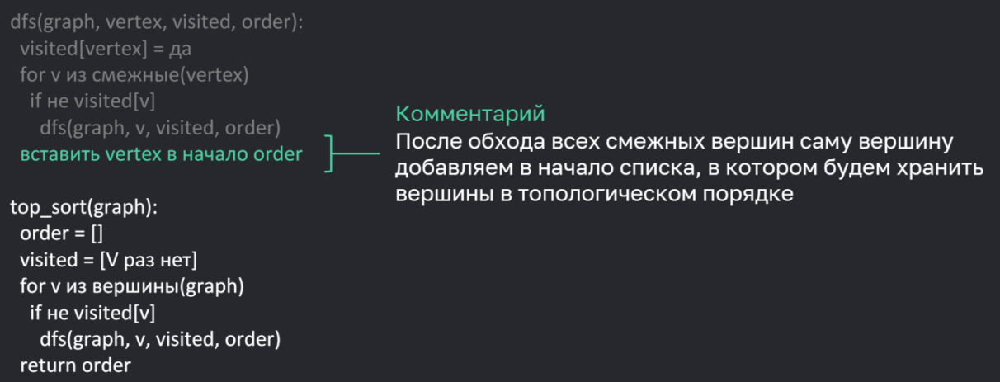 dfs(graph, vertex, visited, order):
visited[vertex] = да
for v из смежные(vertex)
if не visited[v]
dfs(graph, v, visited, order)
вставить vertex в начало order
Комментарий
После обхода всех смежных вершин саму вершину
добавляем в начало списка, в котором будем хранить
вершины в топологическом порядке
top_sort(graph):
order = []
visited = [V раз нет]
for v из вершины(graph)
if не visited[v]
dfs(graph, v, visited, order)
return order